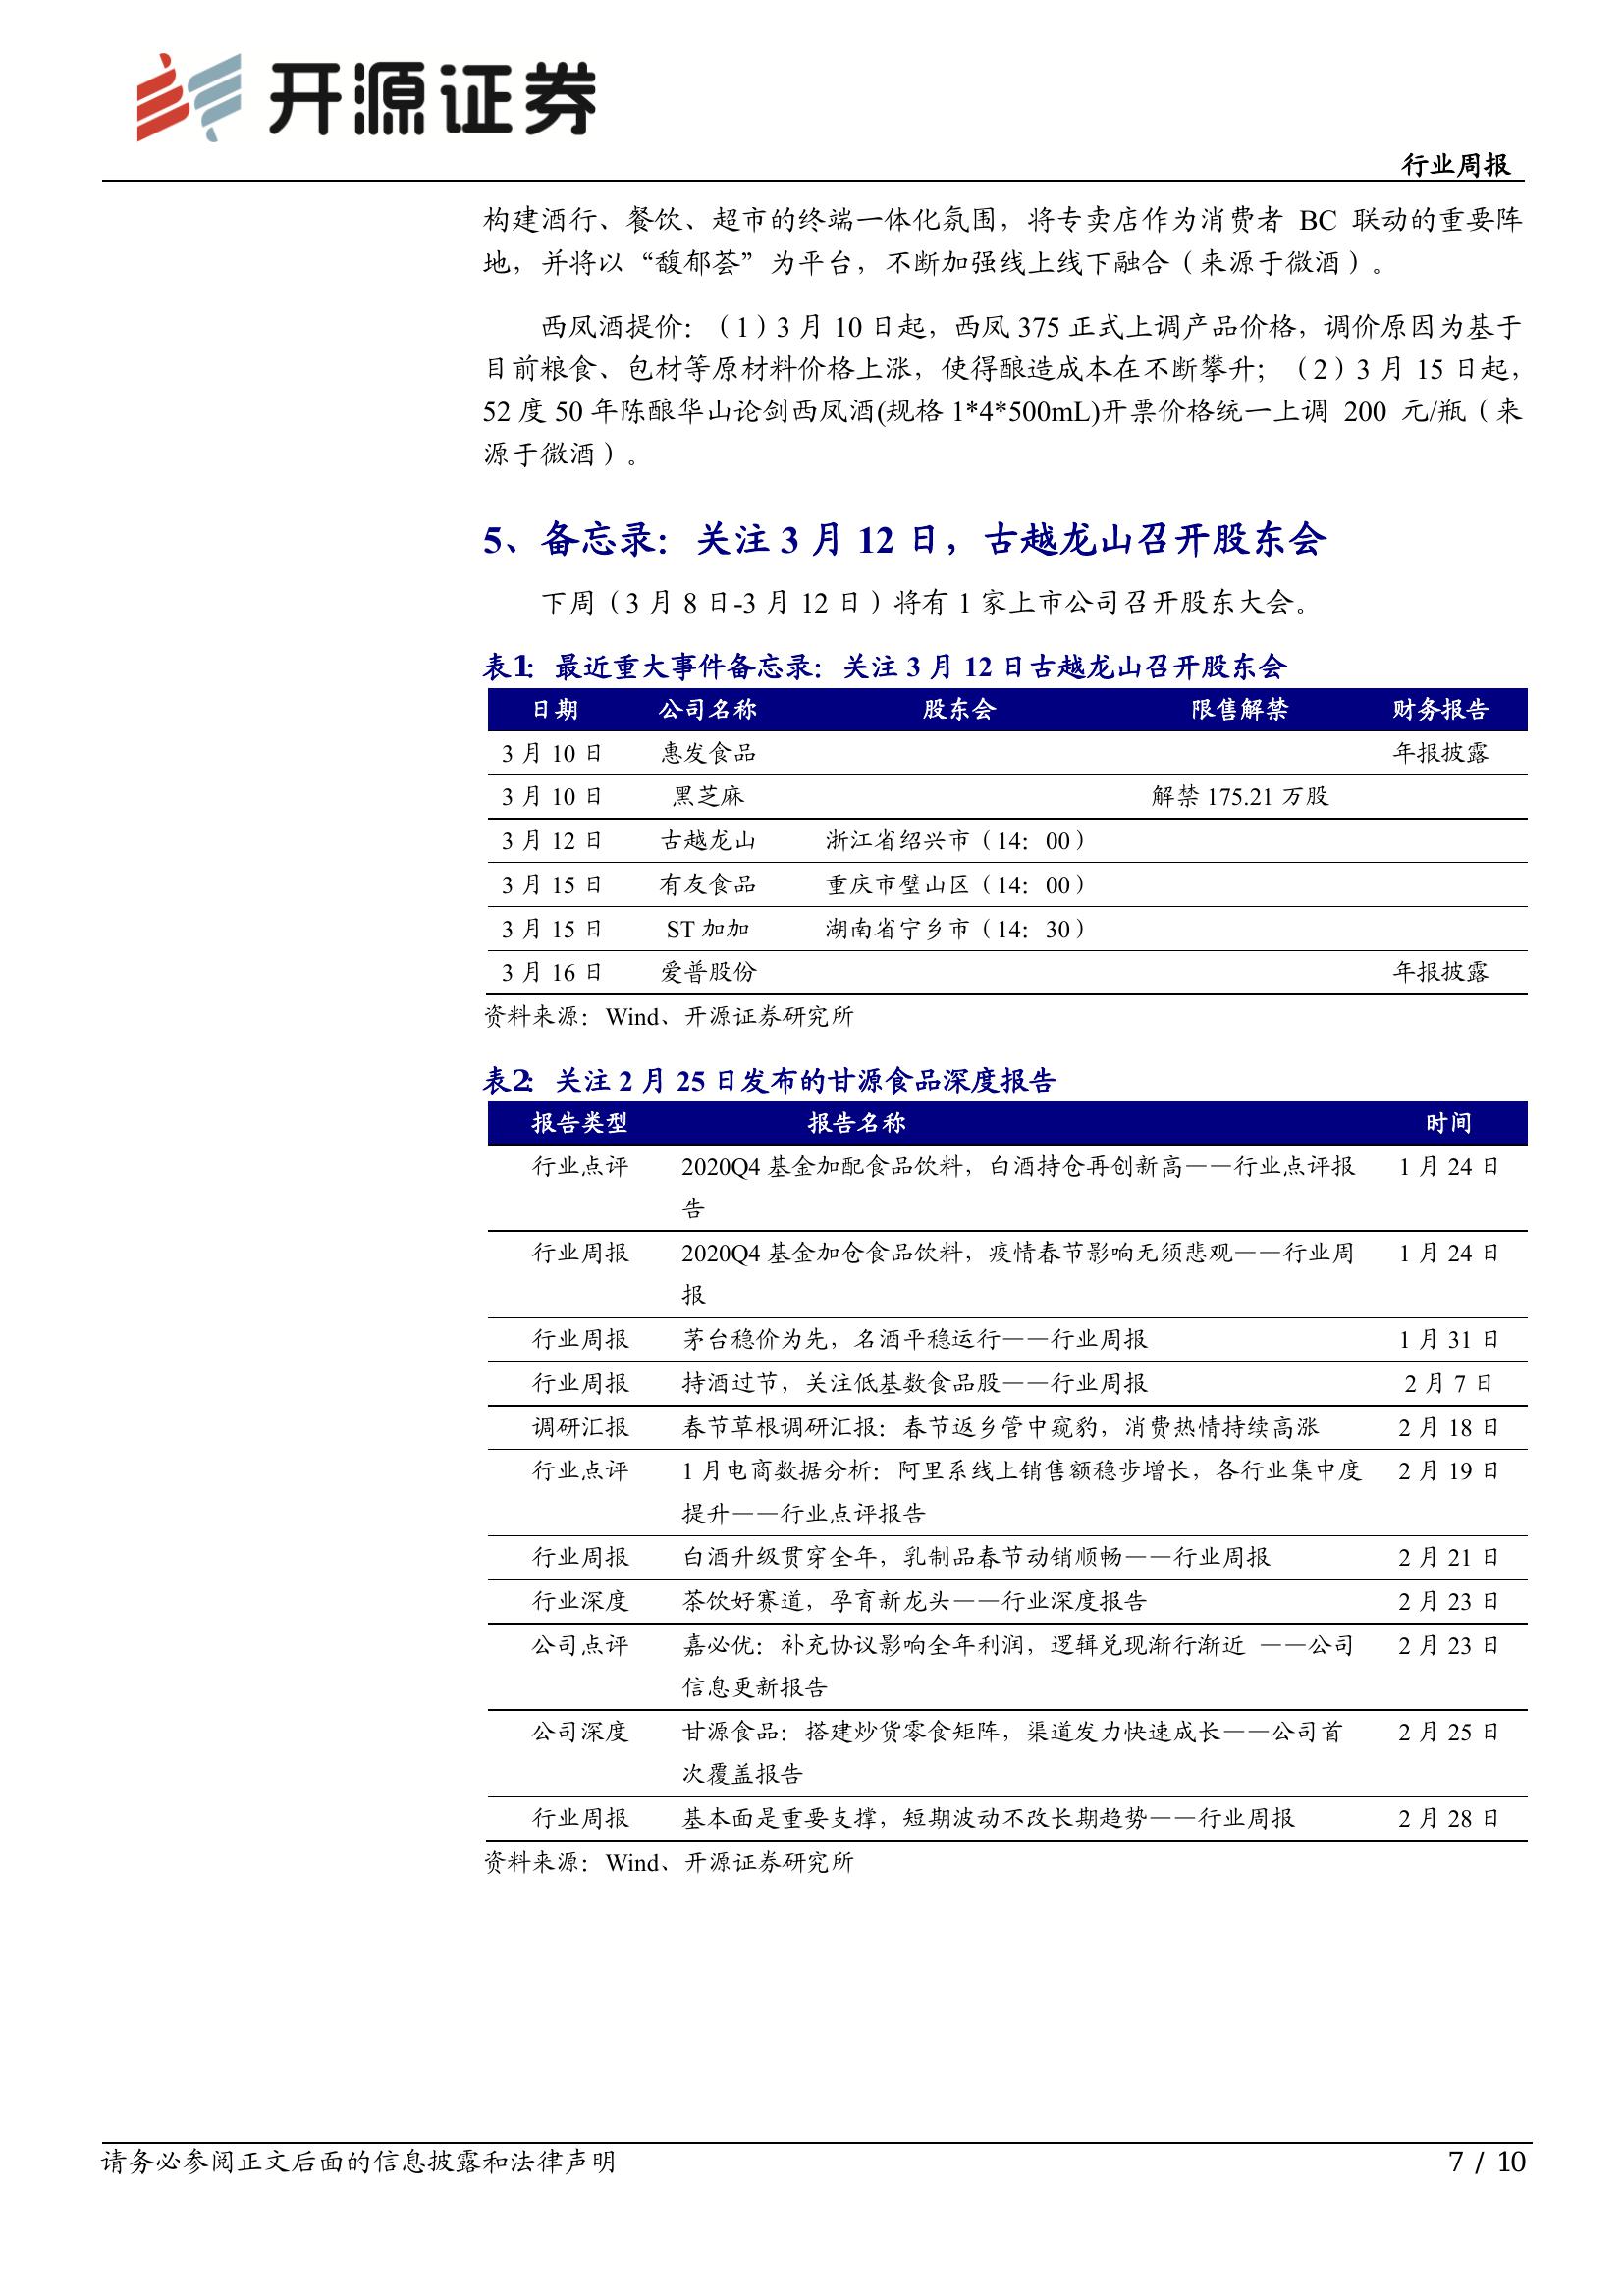 开源证券
行业周报
构建酒行、餐饮、超市的终端一体化氛围，将专卖店作为消费者 BC 联动的重要阵
地，并将以“馥郁荟”为平台，不断加强线上线下融合（来源于微酒）。
西凤酒提价：（1）3 月 10 日起，西凤 375 正式上调产品价格，调价原因为基于
目前粮食、包材等原材料价格上涨，使得酿造成本在不断攀升；（2）3 月 15 日起，
52 度 50 年陈酿华山论剑西凤酒(规格 1*4*500mL)开票价格统一上调 200 元/瓶（来
源于微酒）。
5、备忘录：关注 3 月 12 日，古越龙山召开股东会
下周（3 月 8 日-3 月 12 日）将有 1 家上市公司召开股东大会。
表1：最近重大事件备忘录：关注 3 月 12 日古越龙山召开股东会
日期 公司名称 股东会 限售解禁 财务报告
3 月 10 日 惠发食品 年报披露
3 月 10 日 黑芝麻 解禁 175.21 万股
3 月 12 日 古越龙山 浙江省绍兴市（14：00）
3 月 15 日 有友食品 重庆市璧山区（14：00）
3 月 15 日 ST 加加 湖南省宁乡市（14：30）
3 月 16 日 爱普股份 年报披露
资料来源：Wind、开源证券研究所
表2：关注 2 月 25 日发布的甘源食品深度报告
报告类型 报告名称 时间
行业点评 2020Q4 基金加配食品饮料，白酒持仓再创新高——行业点评报 1 月 24 日
告
行业周报 2020Q4 基金加仓食品饮料，疫情春节影响无须悲观——行业周 1 月 24 日
报
行业周报 茅台稳价为先，名酒平稳运行——行业周报 1 月 31 日
行业周报 持酒过节，关注低基数食品股——行业周报 2 月 7 日
调研汇报 春节草根调研汇报：春节返乡管中窥豹，消费热情持续高涨 2 月 18 日
行业点评 1 月电商数据分析：阿里系线上销售额稳步增长，各行业集中度 2 月 19 日
提升——行业点评报告
行业周报 白酒升级贯穿全年，乳制品春节动销顺畅——行业周报 2 月 21 日
行业深度 茶饮好赛道，孕育新龙头——行业深度报告 2 月 23 日
公司点评 嘉必优：补充协议影响全年利润，逻辑兑现渐行渐近 ——公司 2 月 23 日
信息更新报告
公司深度 甘源食品：搭建炒货零食矩阵，渠道发力快速成长——公司首 2 月 25 日
次覆盖报告
行业周报 基本面是重要支撑，短期波动不改长期趋势——行业周报 2 月 28 日
资料来源：Wind、开源证券研究所
请务必参阅正文后面的信息披露和法律声明 7 / 10